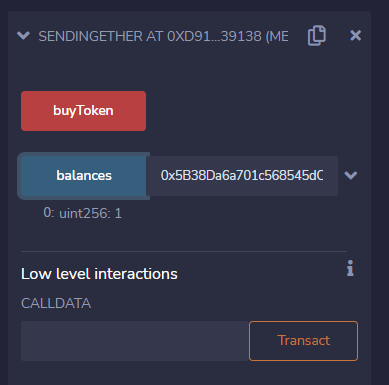 SENDINGETHER AT 0XD91...39138 (ME
buyToken
balances 0x5B38Da6a701c568545dC
0: uint256: 1
Low level interactions
CALLDATA
Transact